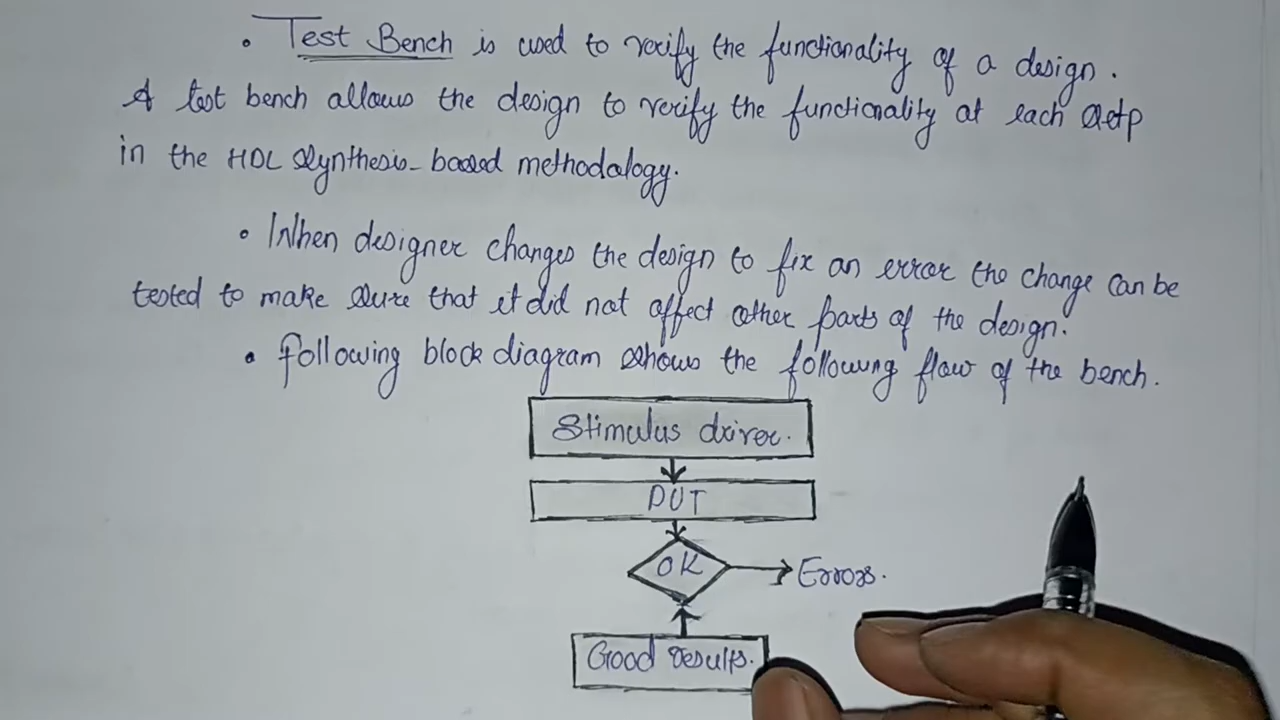 • Test Bench is used to verify the functionality of a design.
A test bench allows the design to verify the functionality at each setp
in the HDL Synthesis-based methodalogy.
• When designer changes the design to fix an error the change can be
tested to make sure that it did not affect other parts of the design.
• Following block diagram shows the following flow of the bench.
Stimulus driver.
DUT
OK
Errors.
Good results.